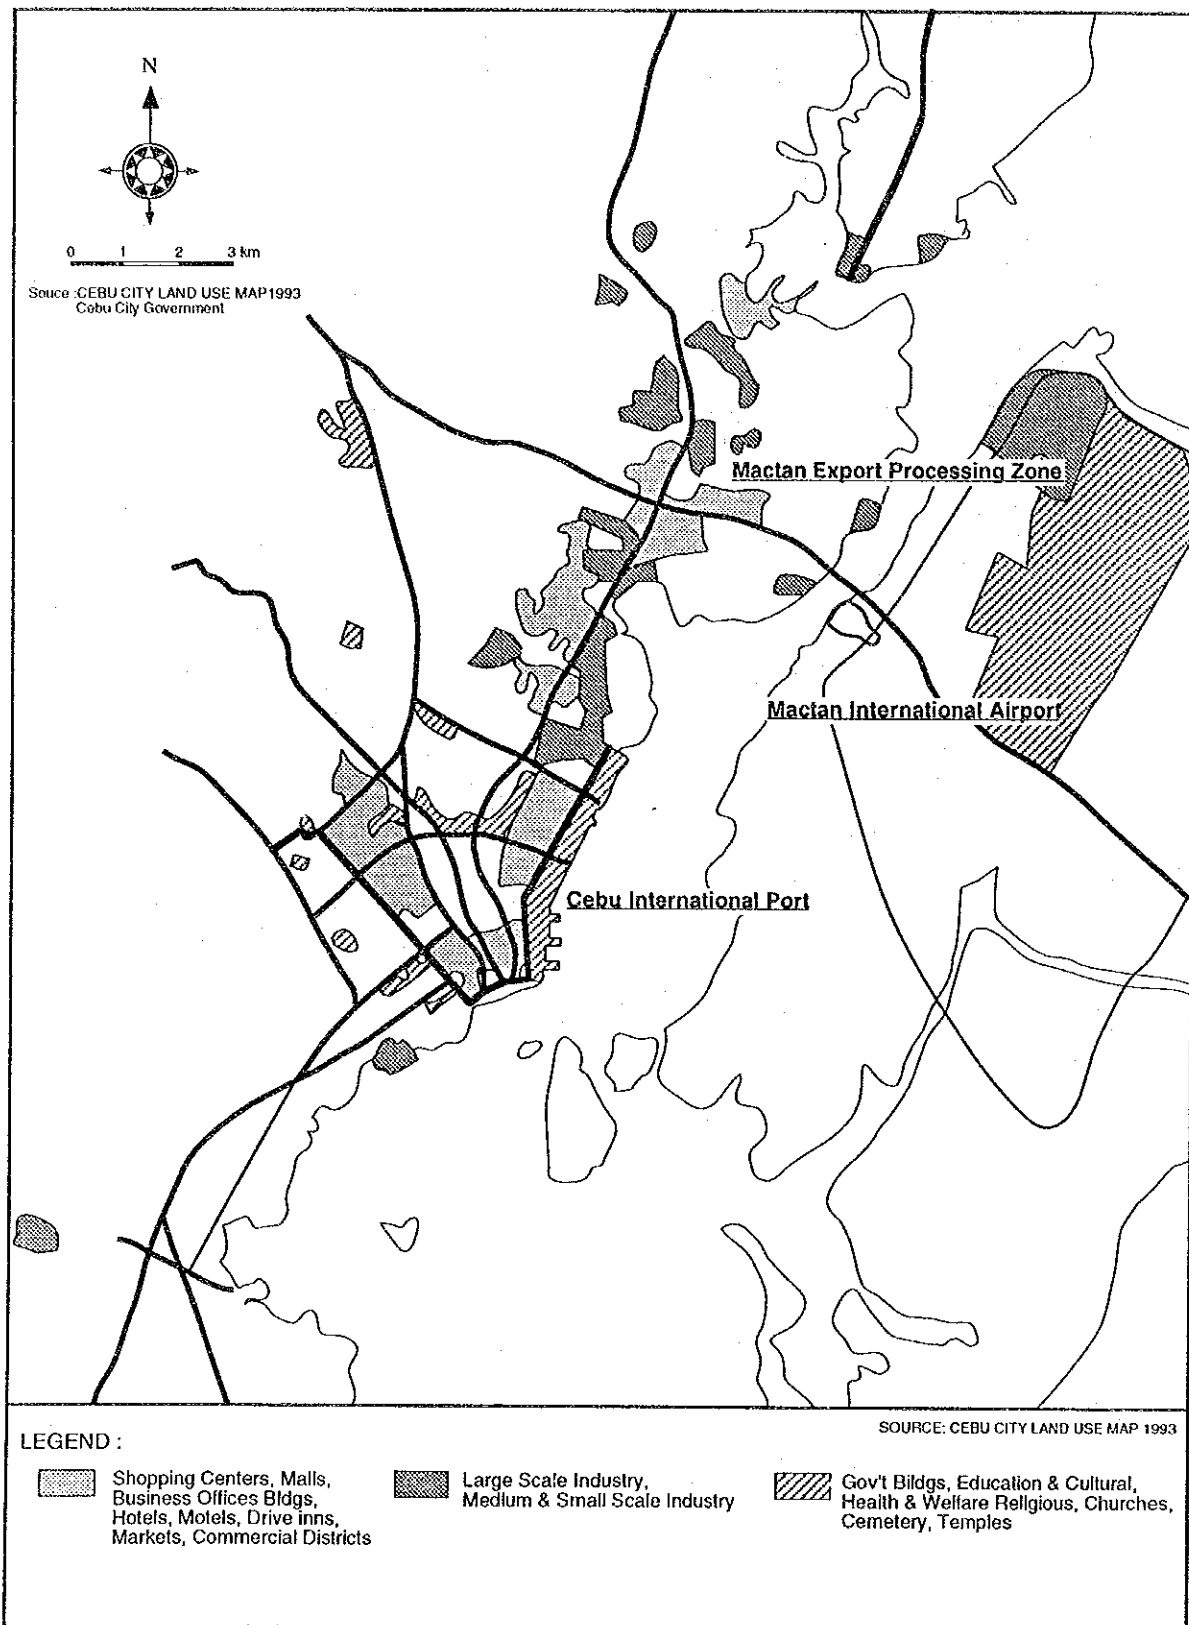 N
0 1 2 3 km
Souce :CEBU CITY LAND USE MAP1993
Cebu City Government
Mactan Export Processing Zone
Mactan International Airport
Cebu International Port
SOURCE: CEBU CITY LAND USE MAP 1993
LEGEND :
Shopping Centers, Malls,
Business Offices Bldgs,
Hotels, Motels, Drive inns,
Markets, Commercial Districts
Large Scale Industry,
Medium & Small Scale Industry
Gov't Bildgs, Education & Cultural,
Health & Welfare Religious, Churches,
Cemetery, Temples